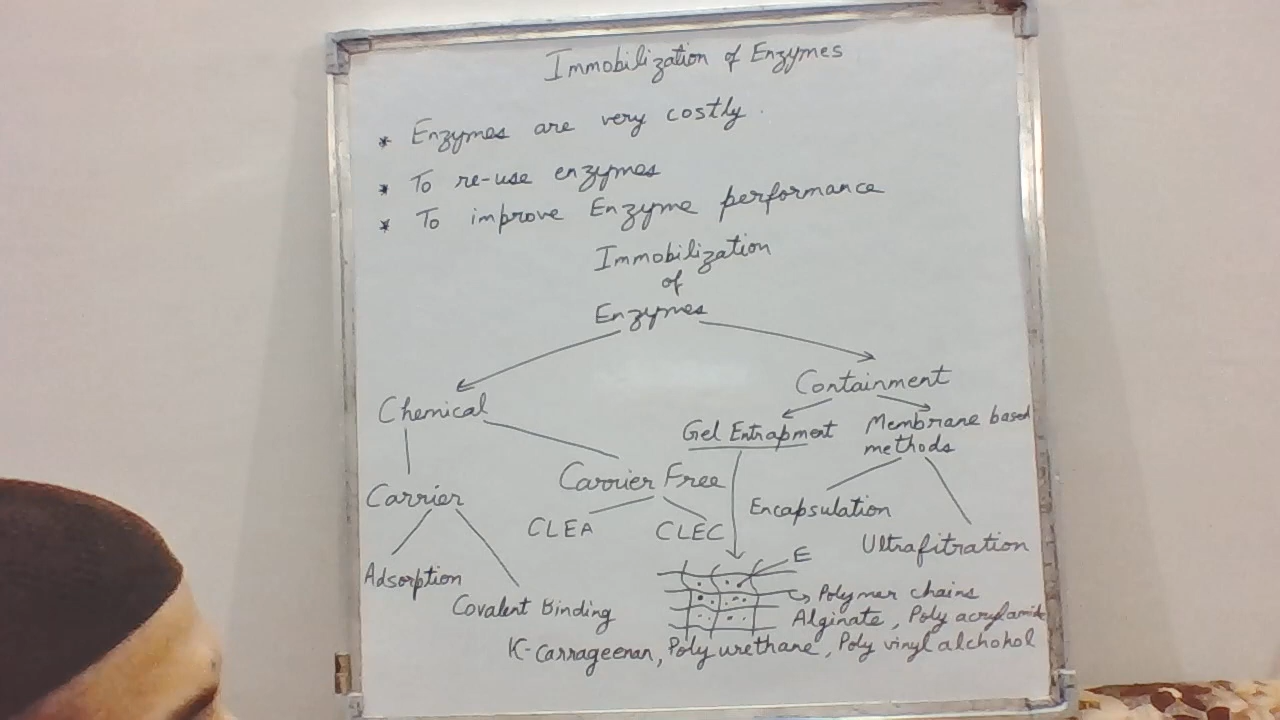 Immobilization of Enzymes
* Enzymes are very costly.
* To re-use enzymes
* To improve Enzyme performance
Immobilization
of
Enzymes
Chemical
Containment
Gel Entrapment
Membrane based
methods
Carrier
Carrier Free
Encapsulation
Ultrafitration
CLEA
CLEC
Adsorption
Covalent Binding
E
Polymer chains
Alginate, Poly acrylamide
K-Carrageenan, Poly urethane, Poly vinyl alchohol